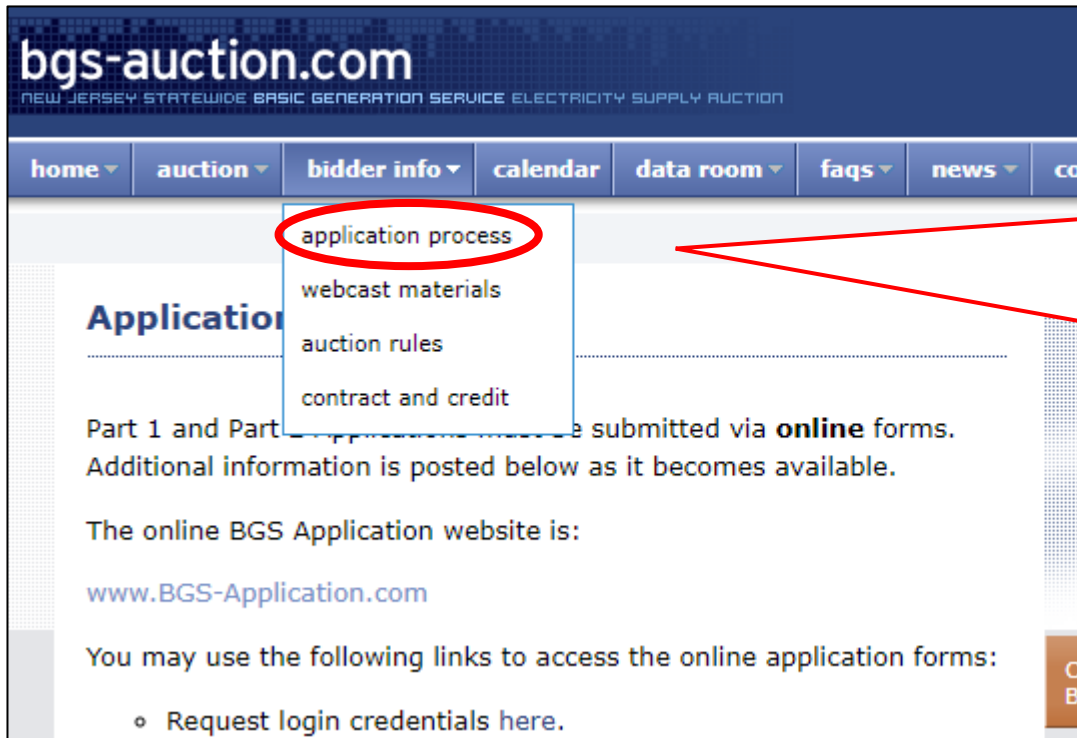 bgs-auction.com
NEW JERSEY STATEWIDE BASIC GENERATION SERVICE ELECTRICITY SUPPLY AUCTION
home auction bidder info calendar data room faqs news
application process
webcast materials
auction rules
contract and credit
Part 1 and Part submitted via online forms.
Additional information is posted below as it becomes available.
The online BGS Application website is:
www.BGS-Application.com
You may use the following links to access the online application forms:
Request login credentials here.